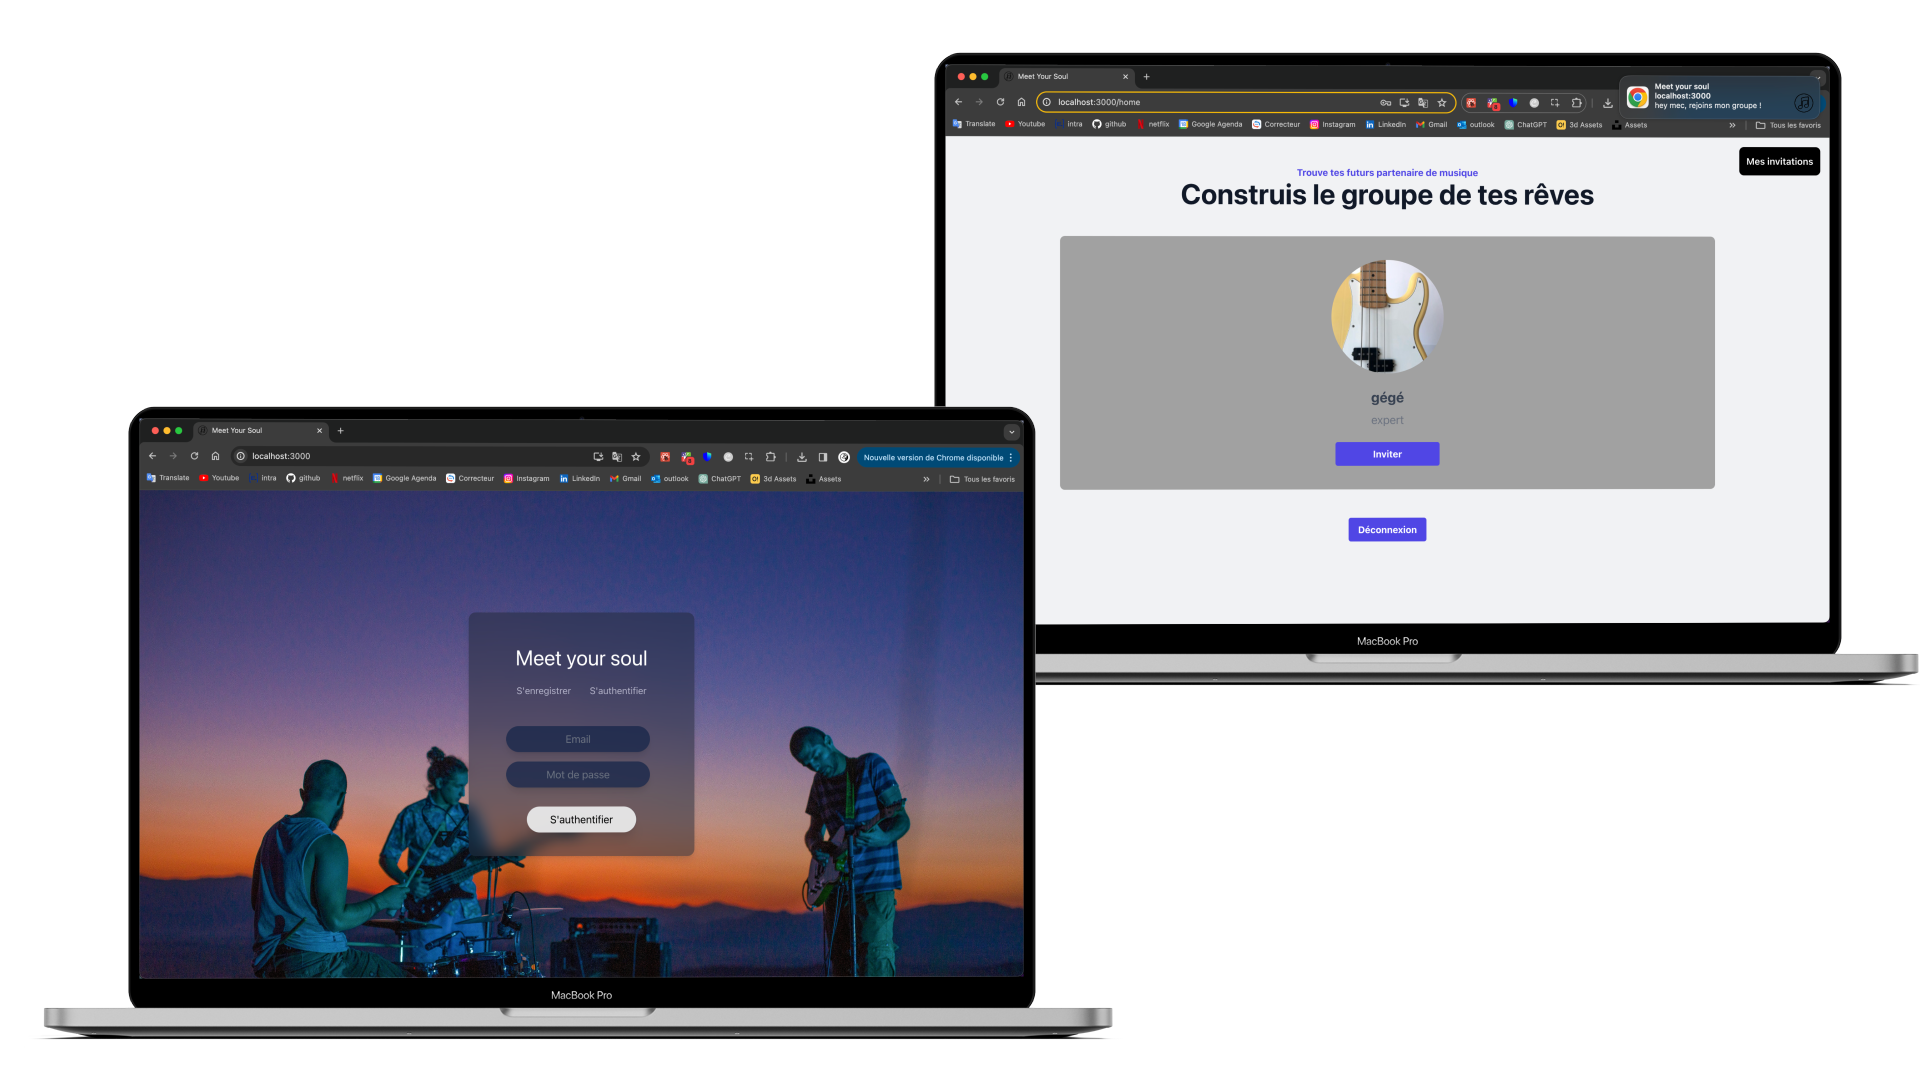 Meet Your Soul
localhost:3000/home
Meet your soul
localhost:3000
hey mec, rejoins mon groupe !
Translate Youtube intra github netflix Google Agenda Correcteur Instagram LinkedIn Gmail outlook ChatGPT 3d Assets Assets » Tous les favoris
Mes invitations
Trouve tes futurs partenaire de musique
Construis le groupe de tes rêves
gégé
expert
Inviter
Déconnexion
MacBook Pro
Meet Your Soul
localhost:3000
Nouvelle version de Chrome disponible
Translate Youtube intra github netflix Google Agenda Correcteur Instagram LinkedIn Gmail outlook ChatGPT 3d Assets Assets » Tous les favoris
Meet your soul
S'enregistrer S'authentifier
Email
Mot de passe
S'authentifier
MacBook Pro